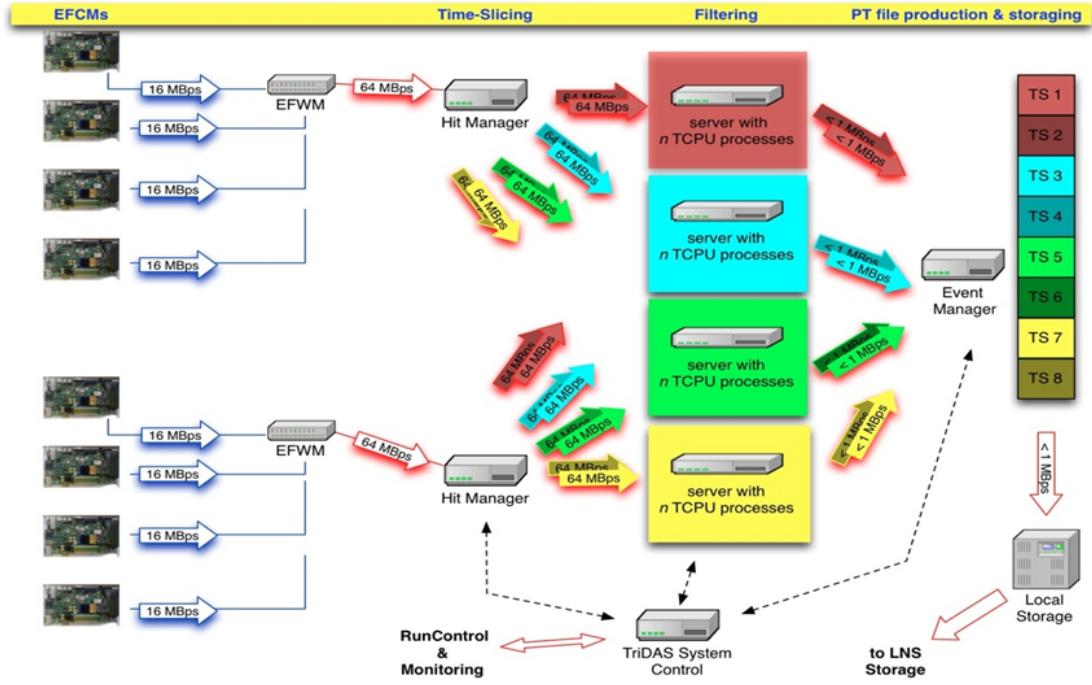 EFCMs
Time-Slicing
Filtering
PT file production & storaging
16 MBps
16 MBps
16 MBps
16 MBps
EFWM
64 MBps
Hit Manager
64 MBps
64 MBps
64 MBps
64 MBps
64 MBps
64 MBps
64 MBps
server with
n TCPU processes
server with
n TCPU processes
server with
n TCPU processes
server with
n TCPU processes
< 1 MBps
< 1 MBps
< 1 MBps
< 1 MBps
< 1 MBps
< 1 MBps
< 1 MBps
< 1 MBps
Event
Manager
TS 1
TS 2
TS 3
TS 4
TS 5
TS 6
TS 7
TS 8
16 MBps
16 MBps
16 MBps
16 MBps
EFWM
64 MBps
Hit Manager
64 MBps
64 MBps
64 MBps
64 MBps
64 MBps
64 MBps
64 MBps
64 MBps
<1 MBps
Local
Storage
to LNS
Storage
RunControl
&
Monitoring
TriDAS System
Control